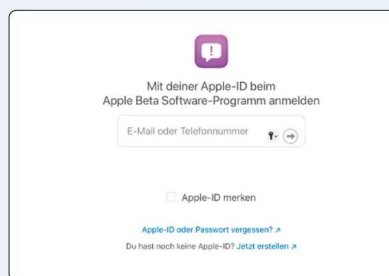 Mit deiner Apple-ID beim
Apple Beta Software-Programm anmelden
E-Mail oder Telefonnummer
Apple-ID merken
Apple-ID oder Passwort vergessen? ↗
Du hast noch keine Apple-ID? Jetzt erstellen ↗